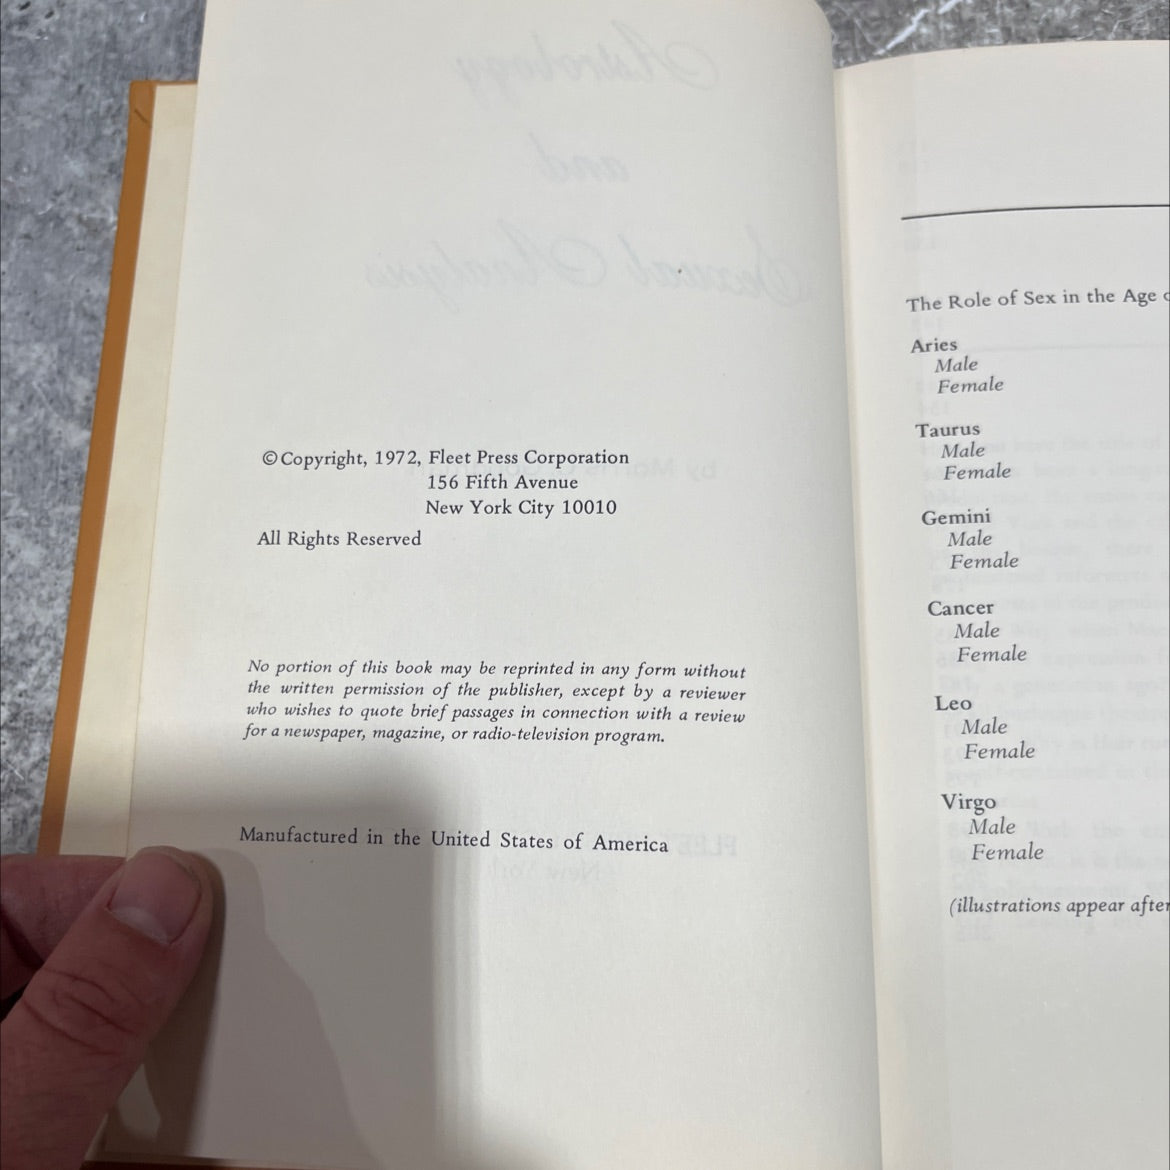 Astrology
and
Sexual Analysis
© Copyright, 1972, Fleet Press Corporation
156 Fifth Avenue
New York City 10010
All Rights Reserved
No portion of this book may be reprinted in any form without
the written permission of the publisher, except by a reviewer
who wishes to quote brief passages in connection with a review
for a newspaper, magazine, or radio-television program.
Manufactured in the United States of America
The Role of Sex in the Age
Aries
Male
Female
Taurus
Male
Female
Gemini
Male
Female
Cancer
Male
Female
Leo
Male
Female
Virgo
Male
Female
(illustrations appear after